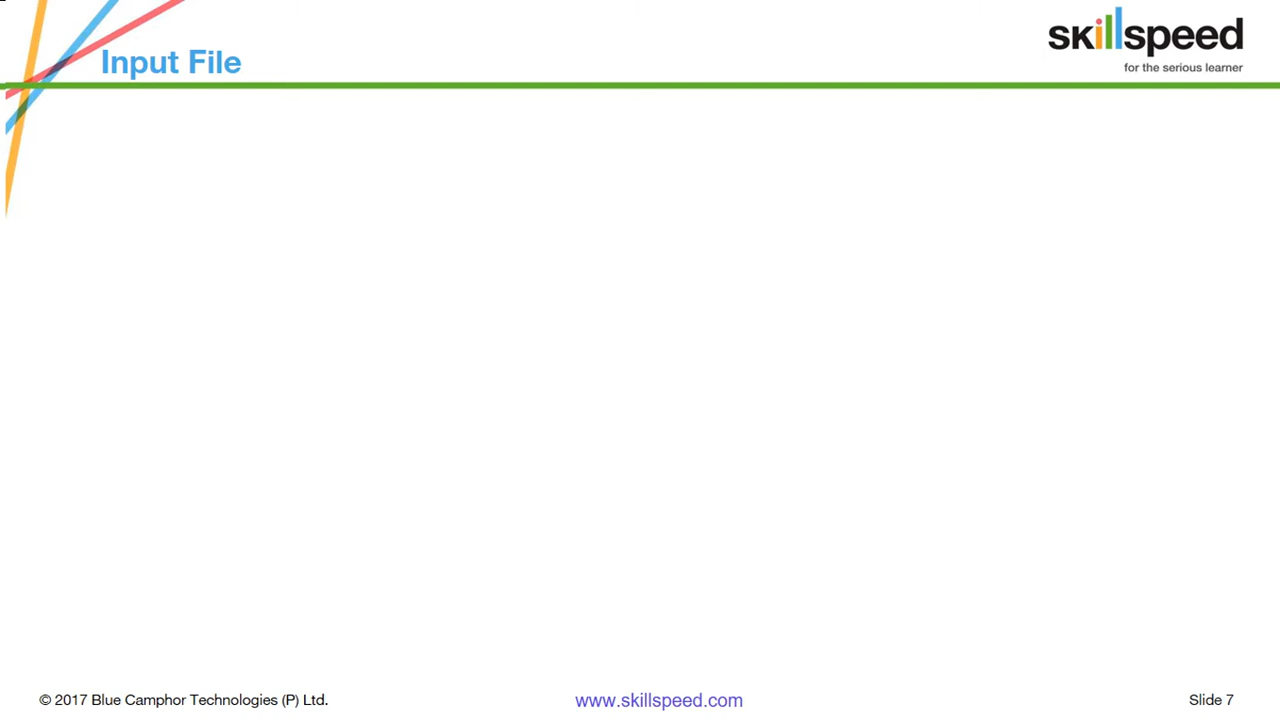 Input File
skillspeed
for the serious learner
© 2017 Blue Camphor Technologies (P) Ltd.
www.skillspeed.com
Slide 7